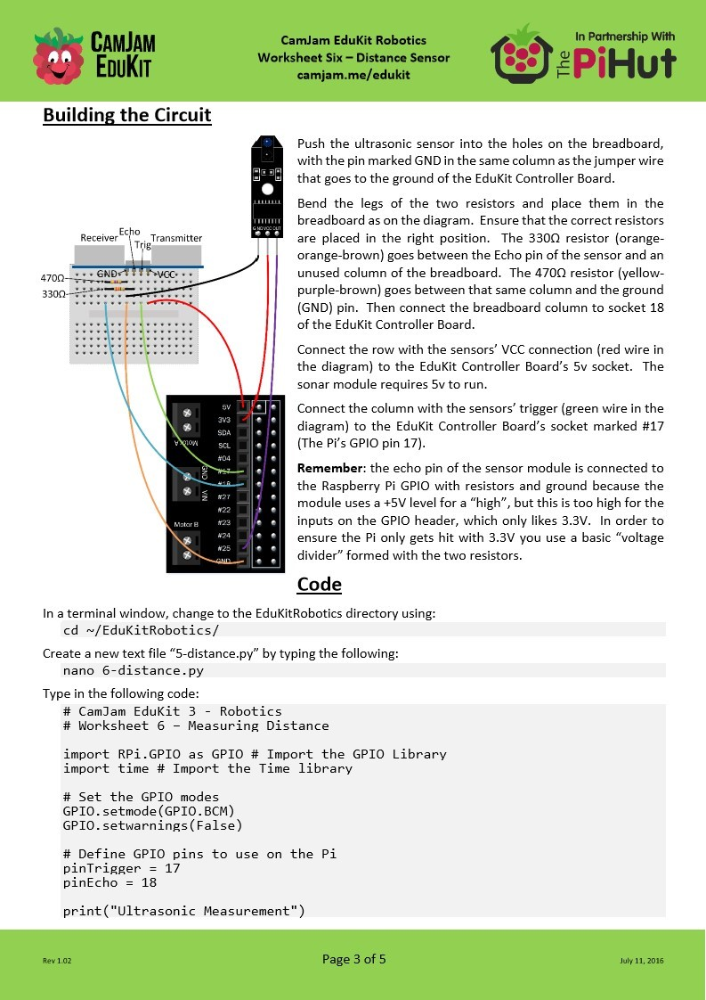 CAMJAM
EDUKIT
CamJam EduKit Robotics
Worksheet Six – Distance Sensor
camjam.me/edukit
In Partnership With
The PiHut
Building the Circuit
Push the ultrasonic sensor into the holes on the breadboard,
with the pin marked GND in the same column as the jumper wire
that goes to the ground of the EduKit Controller Board.
Bend the legs of the two resistors and place them in the
breadboard as on the diagram. Ensure that the correct resistors
are placed in the right position. The 330Ω resistor (orange-
orange-brown) goes between the Echo pin of the sensor and an
unused column of the breadboard. The 470Ω resistor (yellow-
purple-brown) goes between that same column and the ground
(GND) pin. Then connect the breadboard column to socket 18
of the EduKit Controller Board.
Connect the row with the sensors’ VCC connection (red wire in
the diagram) to the EduKit Controller Board’s 5v socket. The
sonar module requires 5v to run.
Connect the column with the sensors’ trigger (green wire in the
diagram) to the EduKit Controller Board’s socket marked #17
(The Pi’s GPIO pin 17).
Remember: the echo pin of the sensor module is connected to
the Raspberry Pi GPIO with resistors and ground because the
module uses a +5V level for a “high”, but this is too high for the
inputs on the GPIO header, which only likes 3.3V. In order to
ensure the Pi only gets hit with 3.3V you use a basic “voltage
divider” formed with the two resistors.
G ND VCC OUT
Echo
Receiver
Trig
Transmitter
GND
VCC
470Ω
330Ω
5V
3V3
SDA
SCL
#04
#17
#18
#27
#22
#23
#24
#25
GND
Motor A
GND
VIN
Motor B
Code
In a terminal window, change to the EduKitRobotics directory using:
cd ~/EduKitRobotics/
Create a new text file “5-distance.py” by typing the following:
nano 6-distance.py
Type in the following code:
# CamJam EduKit 3 - Robotics
# Worksheet 6 – Measuring Distance
import RPi.GPIO as GPIO # Import the GPIO Library
import time # Import the Time library
# Set the GPIO modes
GPIO.setmode(GPIO.BCM)
GPIO.setwarnings(False)
# Define GPIO pins to use on the Pi
pinTrigger = 17
pinEcho = 18
print("Ultrasonic Measurement")
Rev 1.02
Page 3 of 5
July 11, 2016